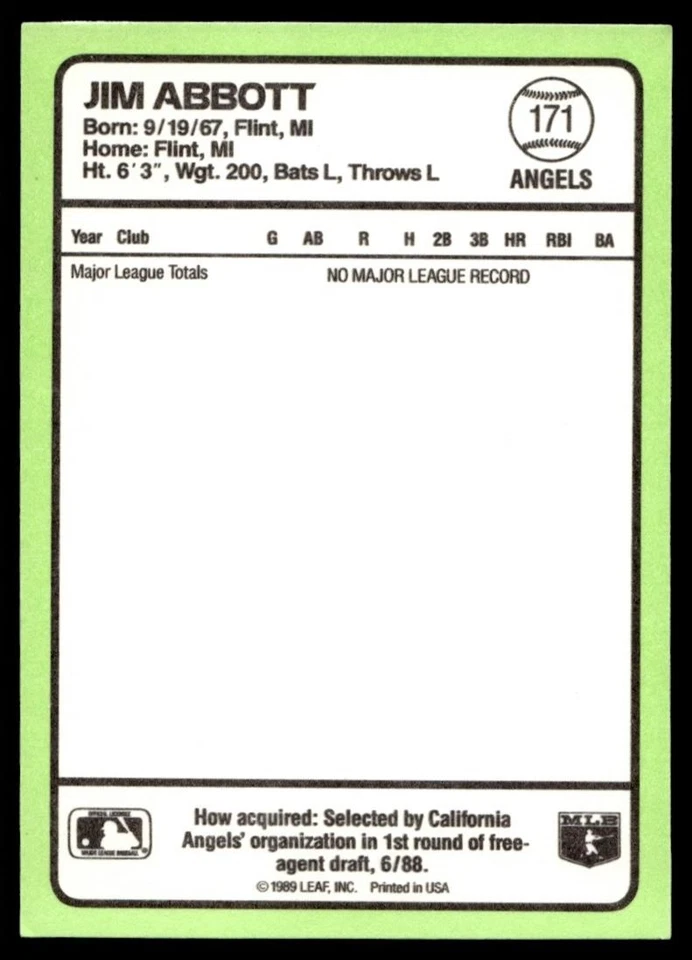 JIM ABBOTT
Born: 9/19/67, Flint, MI
Home: Flint, MI
Ht. 6'3", Wgt. 200, Bats L, Throws L
171
ANGELS
Year Club G AB R H 2B 3B HR RBI BA
Major League Totals NO MAJOR LEAGUE RECORD
How acquired: Selected by California
Angels' organization in 1st round of free-
agent draft, 6/88.
©1989 LEAF, INC. Printed in USA
MLB